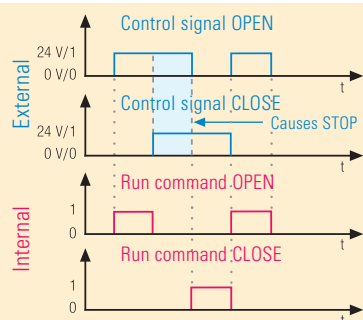 Control signal OPEN
24 V/1
0 V/0
t
External
Control signal CLOSE
Causes STOP
24 V/1
0 V/0
t
Run command OPEN
1
0
t
Internal
Run command CLOSE
1
0
t